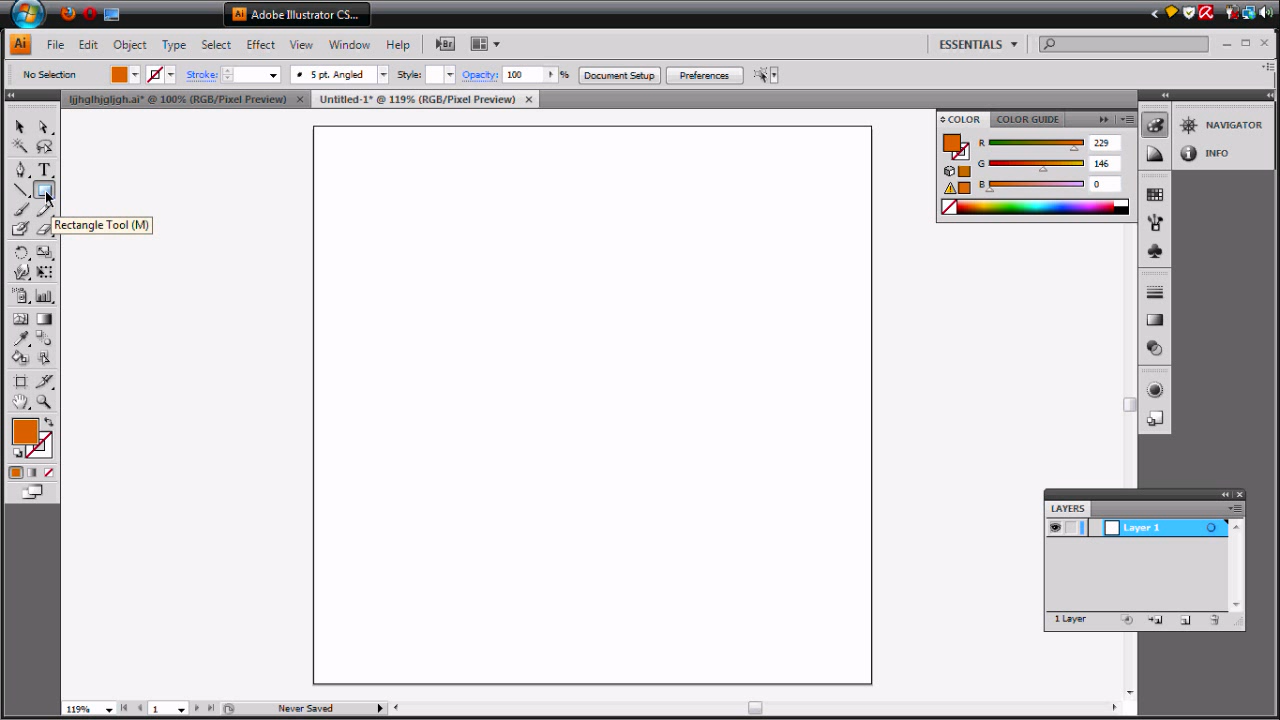 Adobe Illustrator CS...
Ai File Edit Object Type Select Effect View Window Help Br ESSENTIALS
No Selection Stroke: 5 pt. Angled Style: Opacity: 100 % Document Setup Preferences
ljhglhjgljgh.ai* @ 100% (RGB/Pixel Preview) Untitled-1* @ 119% (RGB/Pixel Preview)
COLOR COLOR GUIDE
R 229
G 146
B 0
NAVIGATOR
INFO
T
Rectangle Tool (M)
LAYERS
Layer 1
1 Layer
119% 1 Never Saved